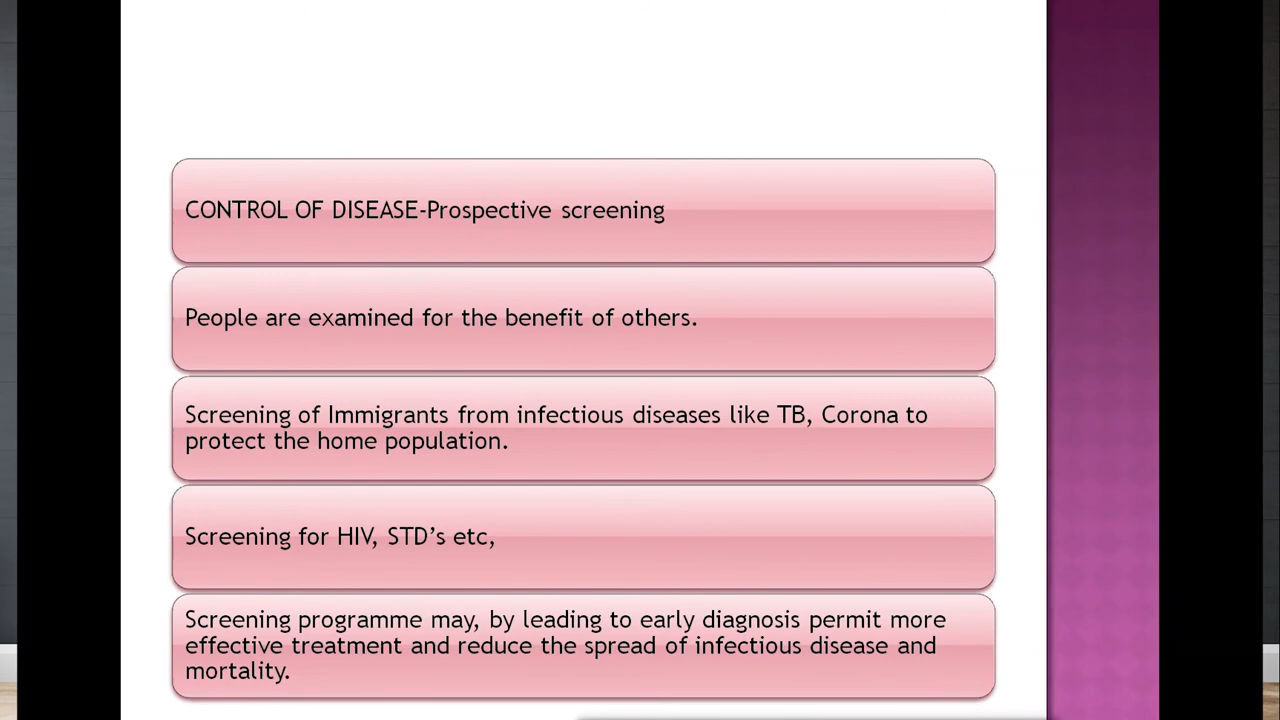 CONTROL OF DISEASE-Prospective screening
People are examined for the benefit of others.
Screening of Immigrants from infectious diseases like TB, Corona to
protect the home population.
Screening for HIV, STD’s etc,
Screening programme may, by leading to early diagnosis permit more
effective treatment and reduce the spread of infectious disease and
mortality.